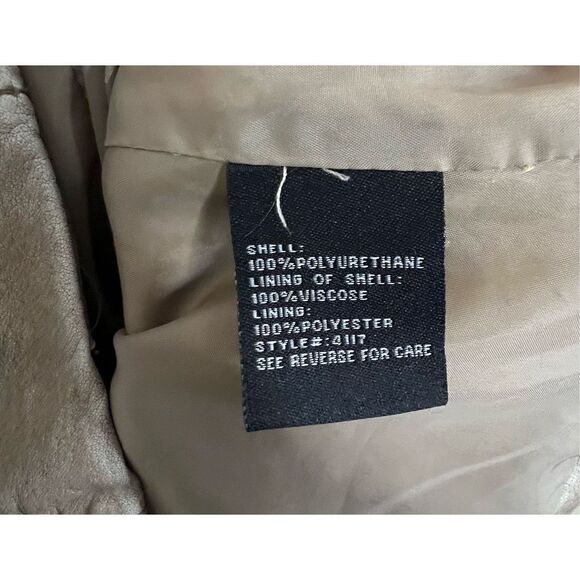 SHELL:
100%POLYURETHANE
LINING OF SHELL:
100%VISCOSE
LINING:
100%POLYESTER
STYLE#:4117
SEE REVERSE FOR CARE